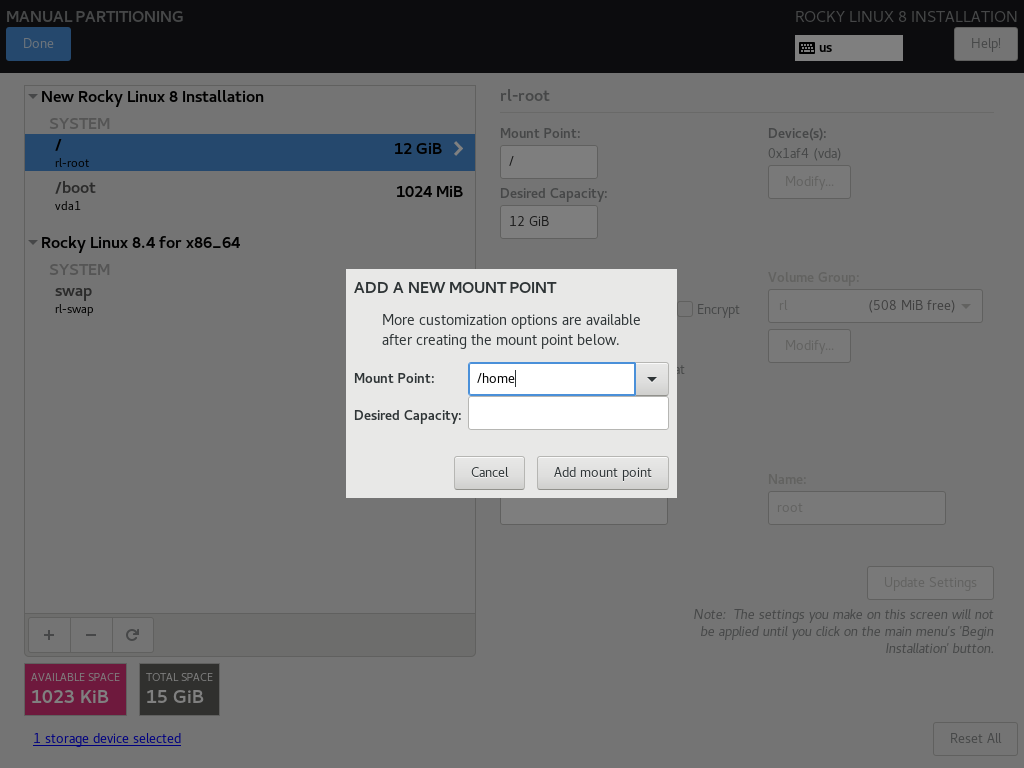 MANUAL PARTITIONING
ROCKY LINUX 8 INSTALLATION
Done
us
Help!
New Rocky Linux 8 Installation
SYSTEM
/
rl-root
12 GiB
/boot
vda1
1024 MiB
Rocky Linux 8.4 for x86_64
SYSTEM
swap
rl-swap
rl-root
Mount Point:
/
Desired Capacity:
12 GiB
Device(s):
0x1af4 (vda)
Modify...
Volume Group:
rl (508 MiB free)
Modify...
Encrypt
at
ADD A NEW MOUNT POINT
More customization options are available
after creating the mount point below.
Mount Point:
/home
Desired Capacity:
Cancel
Add mount point
Name:
root
Update Settings
Note: The settings you make on this screen will not
be applied until you click on the main menu's 'Begin
Installation' button.
+ −
AVAILABLE SPACE
1023 KiB
TOTAL SPACE
15 GiB
1 storage device selected
Reset All